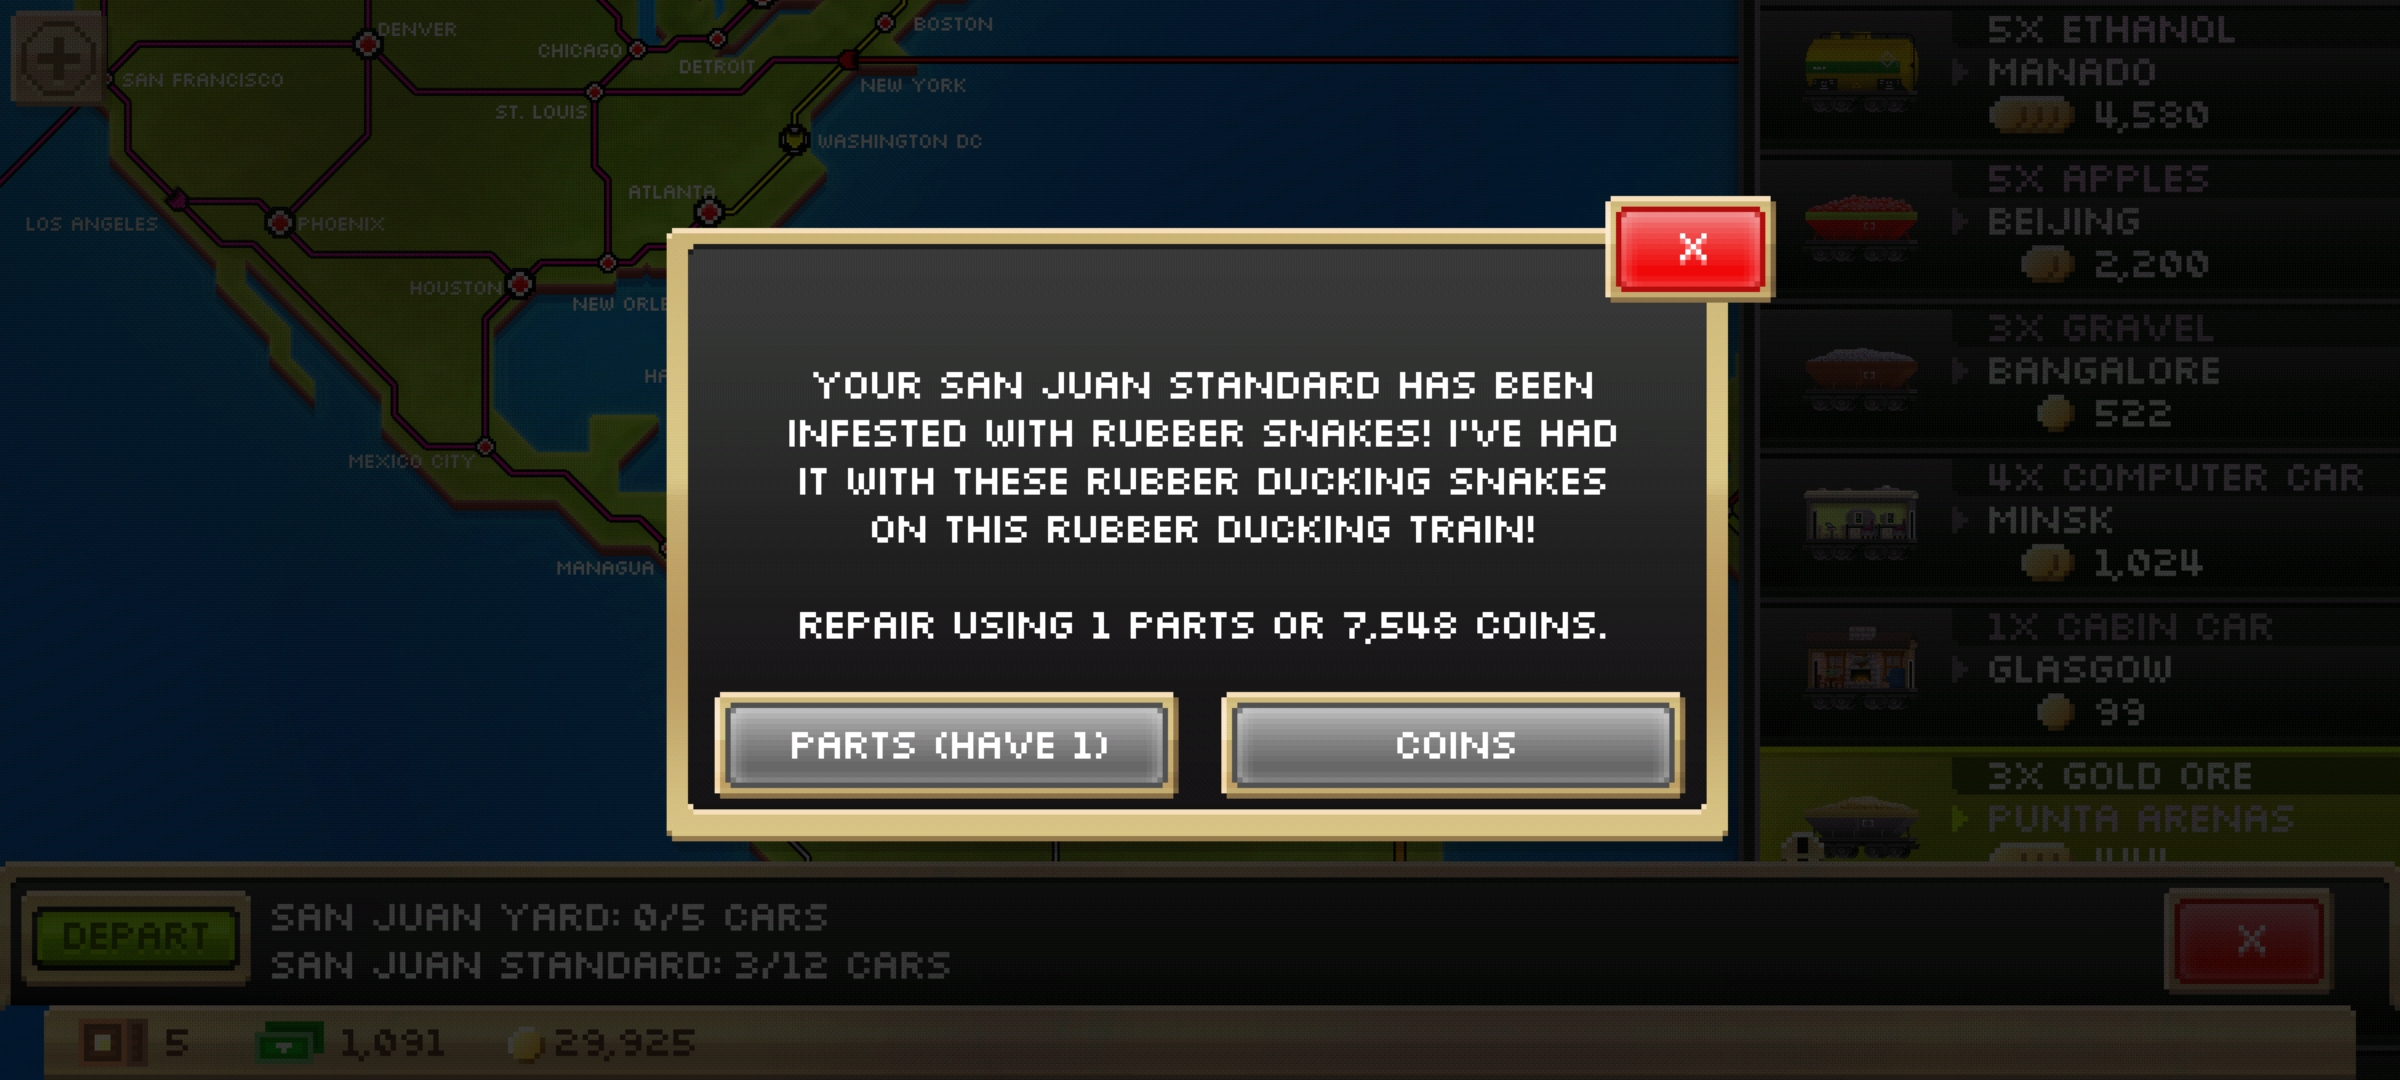 DENVER
CHICAGO
BOSTON
DETROIT
SAN FRANCISCO
NEW YORK
ST. LOUIS
WASHINGTON DC
ATLANTA
LOS ANGELES
PHOENIX
HOUSTON
NEW ORLE
HA
MEXICO CITY
MANAGUA
5X ETHANOL
MANADO
4,580
5X APPLES
BEIJING
2,200
3X GRAVEL
BANGALORE
522
4X COMPUTER CAR
MINSK
1,024
1X CABIN CAR
GLASGOW
99
3X GOLD ORE
PUNTA ARENAS
X
YOUR SAN JUAN STANDARD HAS BEEN
INFESTED WITH RUBBER SNAKES! I'VE HAD
IT WITH THESE RUBBER DUCKING SNAKES
ON THIS RUBBER DUCKING TRAIN!
REPAIR USING 1 PARTS OR 7,548 COINS.
PARTS (HAVE 1)
COINS
DEPART
SAN JUAN YARD: 0/5 CARS
SAN JUAN STANDARD: 3/12 CARS
X
5 1,091 29,925